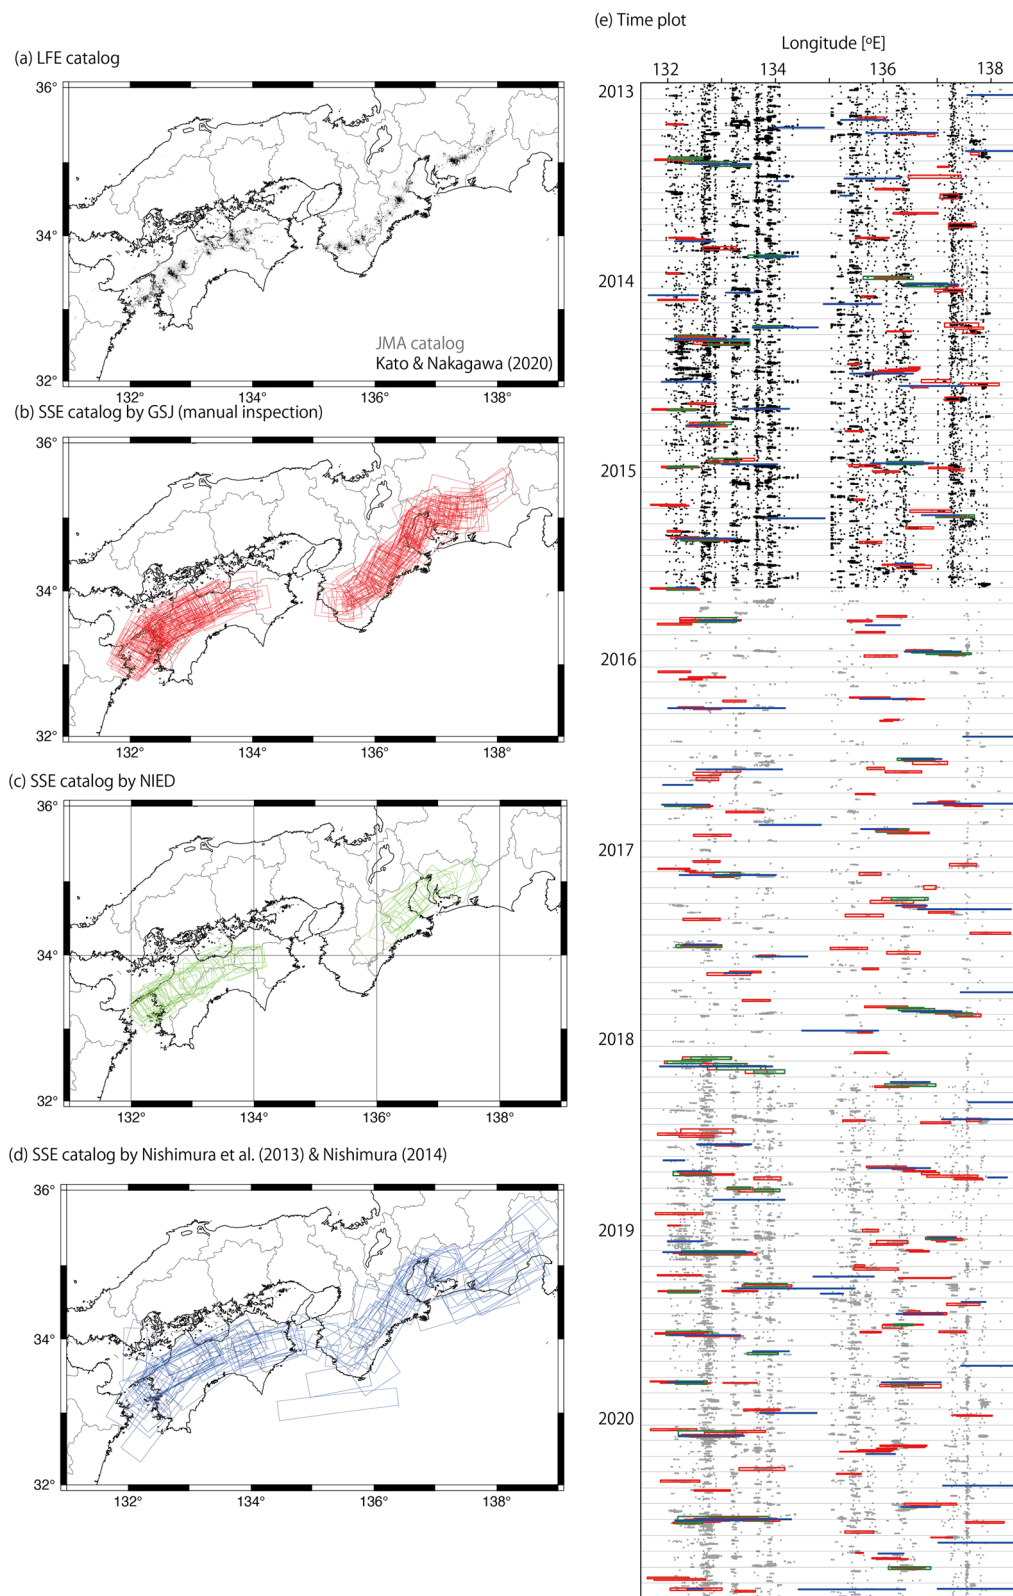 (e) Time plot
Longitude [ºE]
132 134 136 138
2013
2014
2015
2016
2017
2018
2019
2020
(a) LFE catalog
36°
34°
32°
JMA catalog
Kato & Nakagawa (2020)
132° 134° 136° 138°
(b) SSE catalog by GSJ (manual inspection)
36°
34°
32°
132° 134° 136° 138°
(c) SSE catalog by NIED
36°
34°
32°
132° 134° 136° 138°
(d) SSE catalog by Nishimura et al. (2013) & Nishimura (2014)
36°
34°
32°
132° 134° 136° 138°